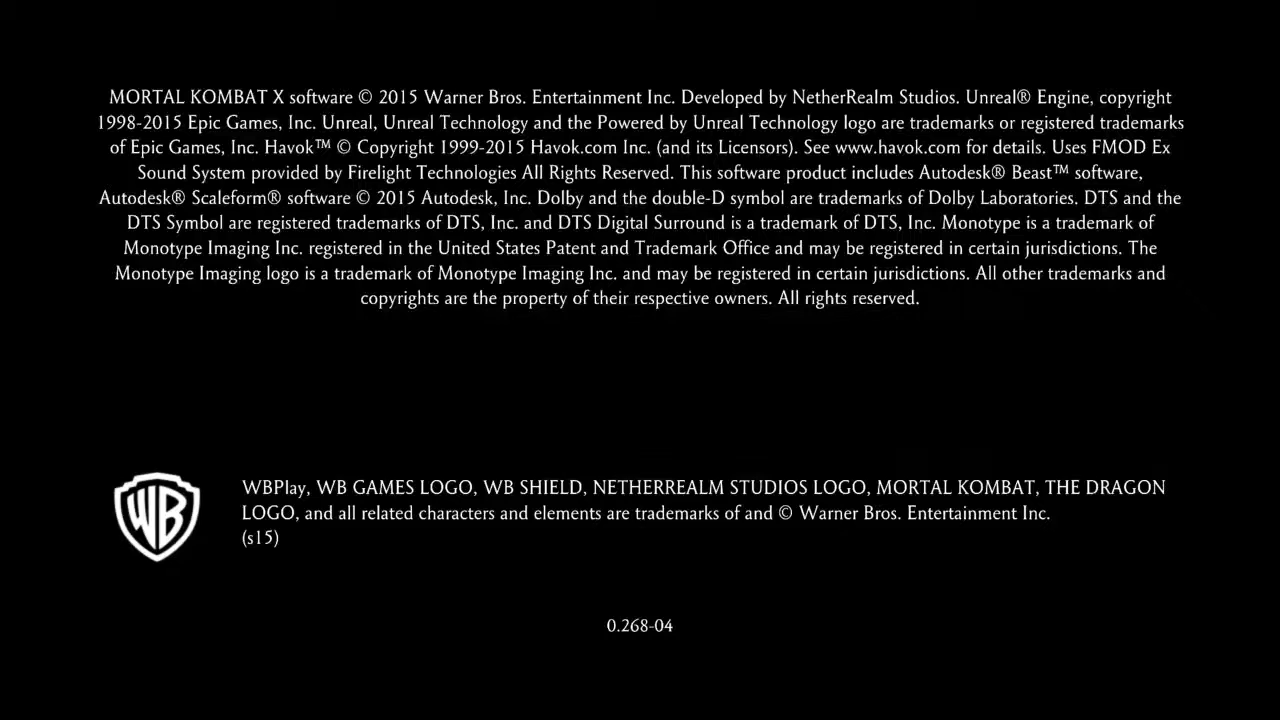 MORTAL KOMBAT X software © 2015 Warner Bros. Entertainment Inc. Developed by NetherRealm Studios. Unreal® Engine, copyright
1998-2015 Epic Games, Inc. Unreal, Unreal Technology and the Powered by Unreal Technology logo are trademarks or registered trademarks
of Epic Games, Inc. Havok™ © Copyright 1999-2015 Havok.com Inc. (and its Licensors). See www.havok.com for details. Uses FMOD Ex
Sound System provided by Firelight Technologies All Rights Reserved. This software product includes Autodesk® Beast™ software,
Autodesk® Scaleform® software © 2015 Autodesk, Inc. Dolby and the double-D symbol are trademarks of Dolby Laboratories. DTS and the
DTS Symbol are registered trademarks of DTS, Inc. and DTS Digital Surround is a trademark of DTS, Inc. Monotype is a trademark of
Monotype Imaging Inc. registered in the United States Patent and Trademark Office and may be registered in certain jurisdictions. The
Monotype Imaging logo is a trademark of Monotype Imaging Inc. and may be registered in certain jurisdictions. All other trademarks and
copyrights are the property of their respective owners. All rights reserved.
WB
WBPlay, WB GAMES LOGO, WB SHIELD, NETHERREALM STUDIOS LOGO, MORTAL KOMBAT, THE DRAGON
LOGO, and all related characters and elements are trademarks of and © Warner Bros. Entertainment Inc.
(s15)
0.268-04